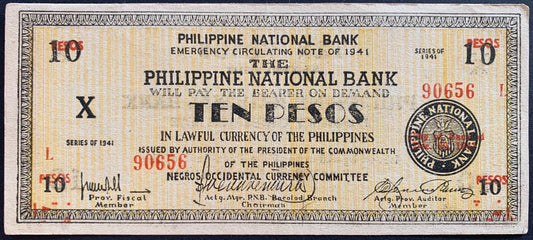 PHILIPPINE NATIONAL BANK
EMERGENCY CIRCULATING NOTE OF 1941
10
PESOS
THE
SERIES OF
1941
10
PESOS
PHILIPPINE NATIONAL BANK
WILL PAY THE BEARER ON DEMAND
90656
L
X
TEN PESOS
IN LAWFUL CURRENCY OF THE PHILIPPINES
SERIES OF 1941
ISSUED BY AUTHORITY OF THE PRESIDENT OF THE COMMONWEALTH
L
90656
OF THE PHILIPPINES
PHILIPPINE NATIONAL BANK
NEGROS OCCIDENTAL CURRENCY COMMITTEE
PESOS
10
PESOS
10
Prov. Fiscal
Member
Actg. Mgr. P.N.B. Bacolod Branch
Chairman
Actg. Prov. Auditor
Member